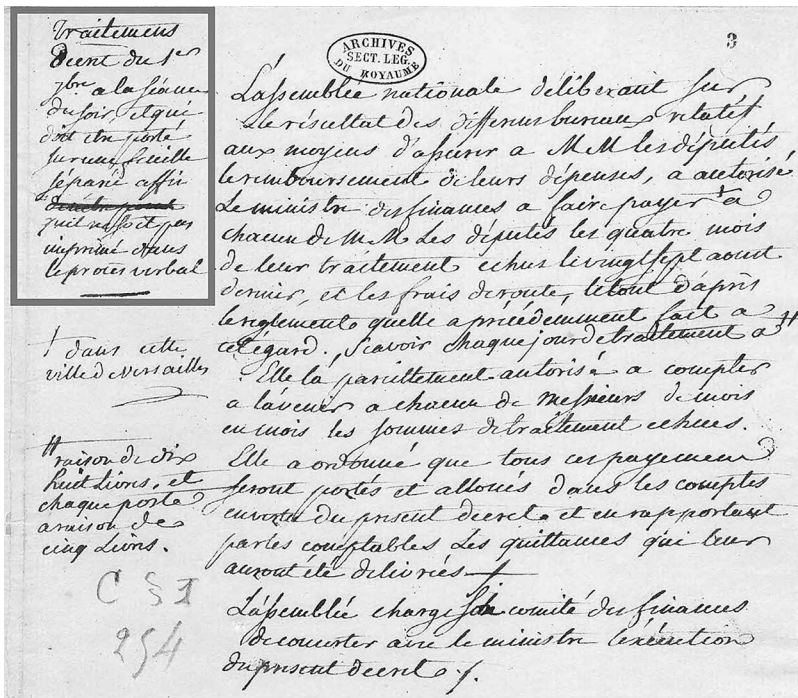 Traitemens
Decret du 1er
7bre a la séance
du soir, et qui
doit etre porté
sur une feuille
séparée affin
qu'il ne soit pas
imprimé dans
le procès verbal
ARCHIVES
SECT. LEG.
DU ROYAUME
3
L'assemblée nationale délibérant sur
le résultat des differens bureaux relatif
aux moyens d'assurer a MM les députés
le remboursement de leurs dépenses, a autorisé
Le ministre des finances a faire payer † a
chacun de MM Les députés les quatre mois
de leur traitement echus le vingt sept aoust
dernier, et les frais de route, le tout d'après
le reglement qu'elle a précédemment fait a
cet égard. Scavoir chaque jour de traitement a ††
Elle la pareillement autorisé a compter
a l'avenir a chacun de messieurs de mois
en mois les sommes de traitement echues.
Elle a ordonné que tous ces payemens
seront portés et alloués dans les comptes
en vertu du present decret et en rapportant
par les comptables Les quittances qui leur
auront été délivrées
L'assemblée charge son comité des finances
de concerter avec le ministre l'exécution
du present decret ./.
† dans cette
ville de versailles
†† raison de dix
huit Livres, et
chaque poste
a raison de
cinq Livres.
C § I
254